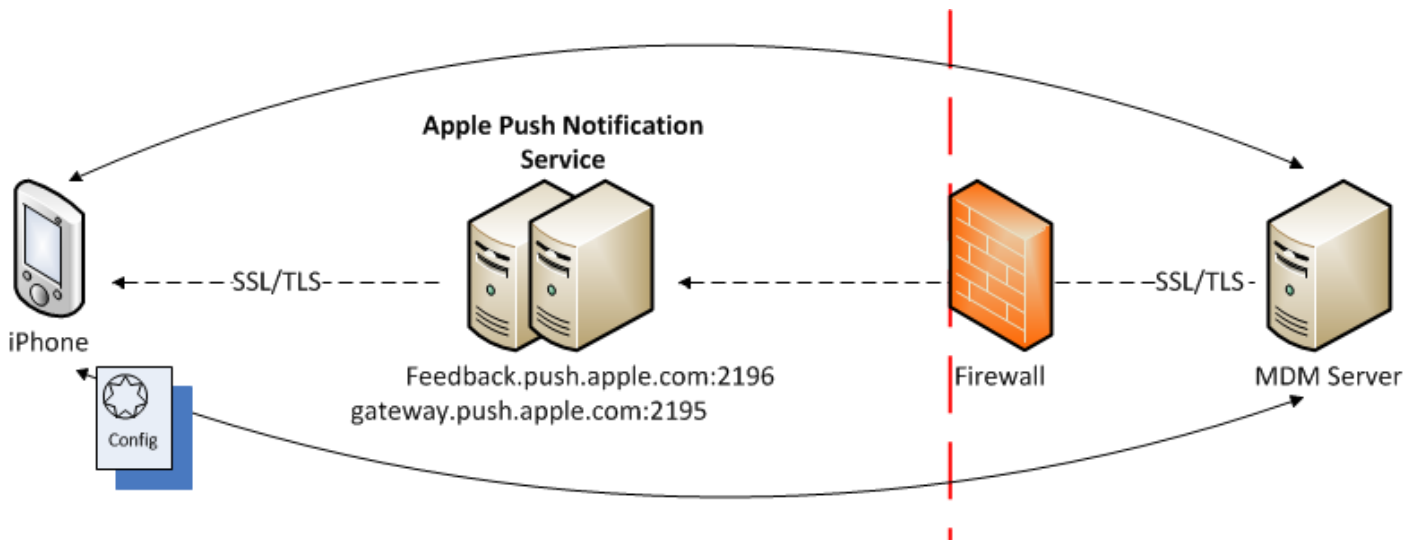 Apple Push Notification
Service
SSL/TLS
SSL/TLS
iPhone
Feedback.push.apple.com:2196
gateway.push.apple.com:2195
Firewall
MDM Server
Config